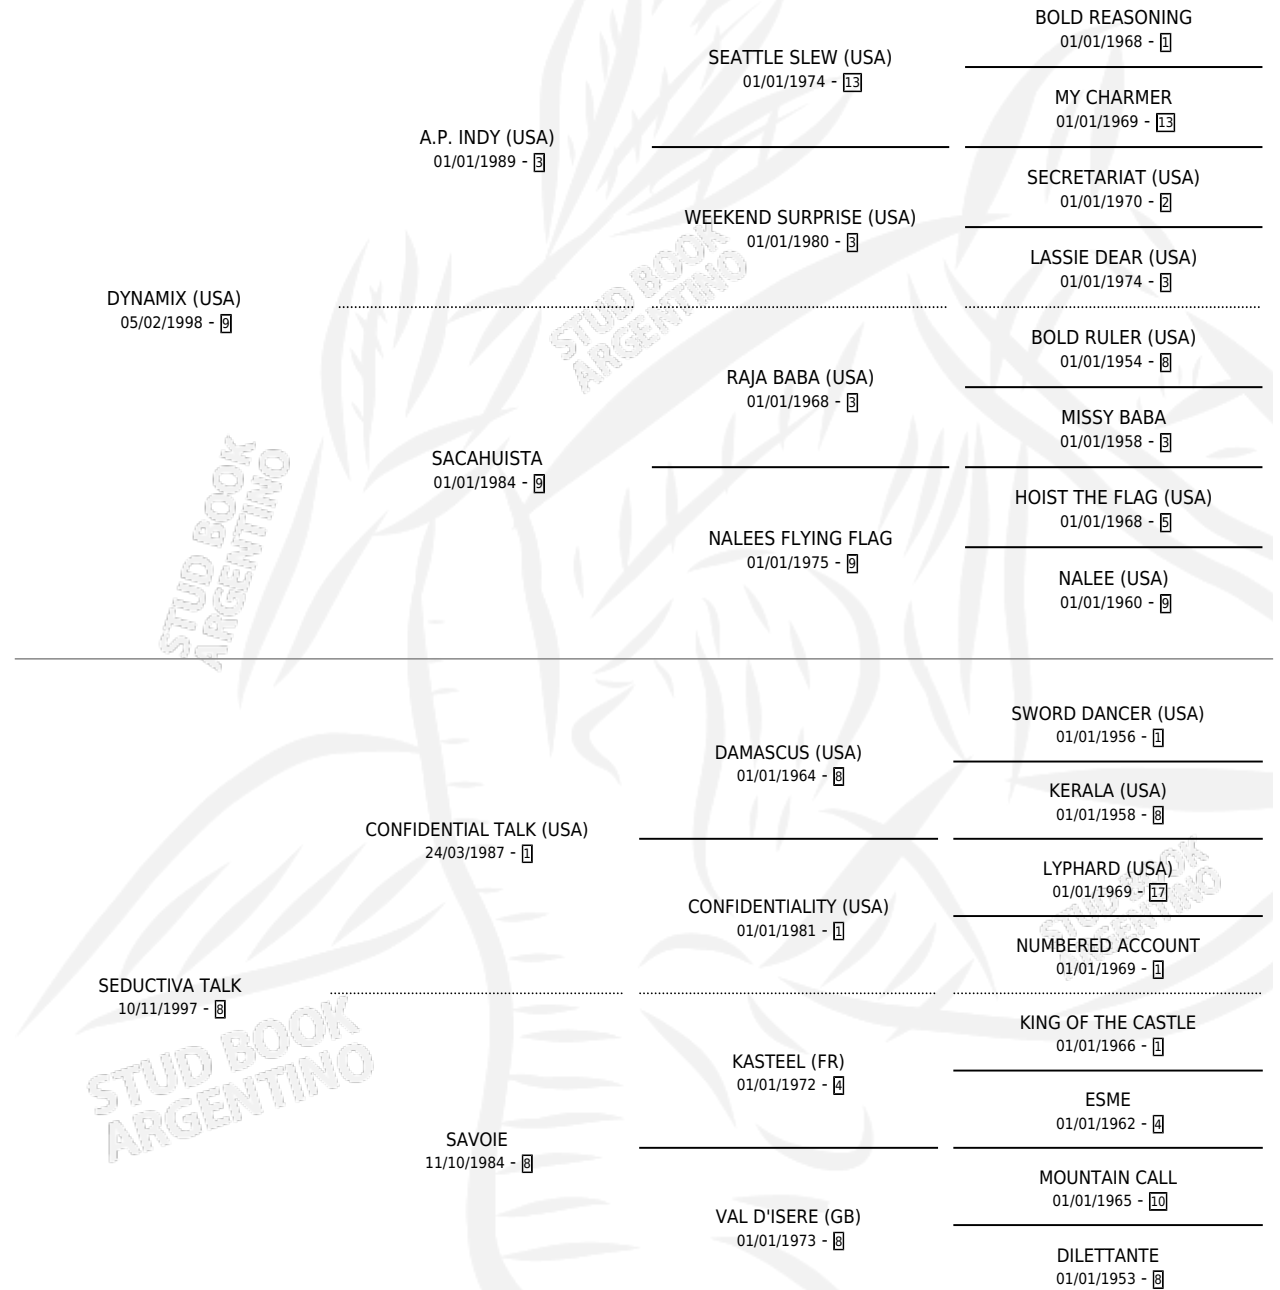 BOLD REASONING
01/01/1968 - 1
SEATTLE SLEW (USA)
01/01/1974 - 13
MY CHARMER
01/01/1969 - 13
A.P. INDY (USA)
01/01/1989 - 3
SECRETARIAT (USA)
01/01/1970 - 2
WEEKEND SURPRISE (USA)
01/01/1980 - 3
LASSIE DEAR (USA)
01/01/1974 - 3
DYNAMIX (USA)
05/02/1998 - 9
BOLD RULER (USA)
01/01/1954 - 8
RAJA BABA (USA)
01/01/1968 - 3
MISSY BABA
01/01/1958 - 3
SACAHUISTA
01/01/1984 - 9
HOIST THE FLAG (USA)
01/01/1968 - 5
NALEES FLYING FLAG
01/01/1975 - 9
NALEE (USA)
01/01/1960 - 9
SWORD DANCER (USA)
01/01/1956 - 1
DAMASCUS (USA)
01/01/1964 - 8
KERALA (USA)
01/01/1958 - 8
CONFIDENTIAL TALK (USA)
24/03/1987 - 1
LYPHARD (USA)
01/01/1969 - 17
CONFIDENTIALITY (USA)
01/01/1981 - 1
NUMBERED ACCOUNT
01/01/1969 - 1
SEDUCTIVA TALK
10/11/1997 - 8
KING OF THE CASTLE
01/01/1966 - 1
KASTEEL (FR)
01/01/1972 - 4
ESME
01/01/1962 - 4
SAVOIE
11/10/1984 - 8
MOUNTAIN CALL
01/01/1965 - 10
VAL D'ISERE (GB)
01/01/1973 - 8
DILETTANTE
01/01/1953 - 8
STUD BOOK
ARGENTINO
STUD BOOK
ARGENTINO
STUD BOOK
ARGENTINO
STUD BOOK
ARGENTINO